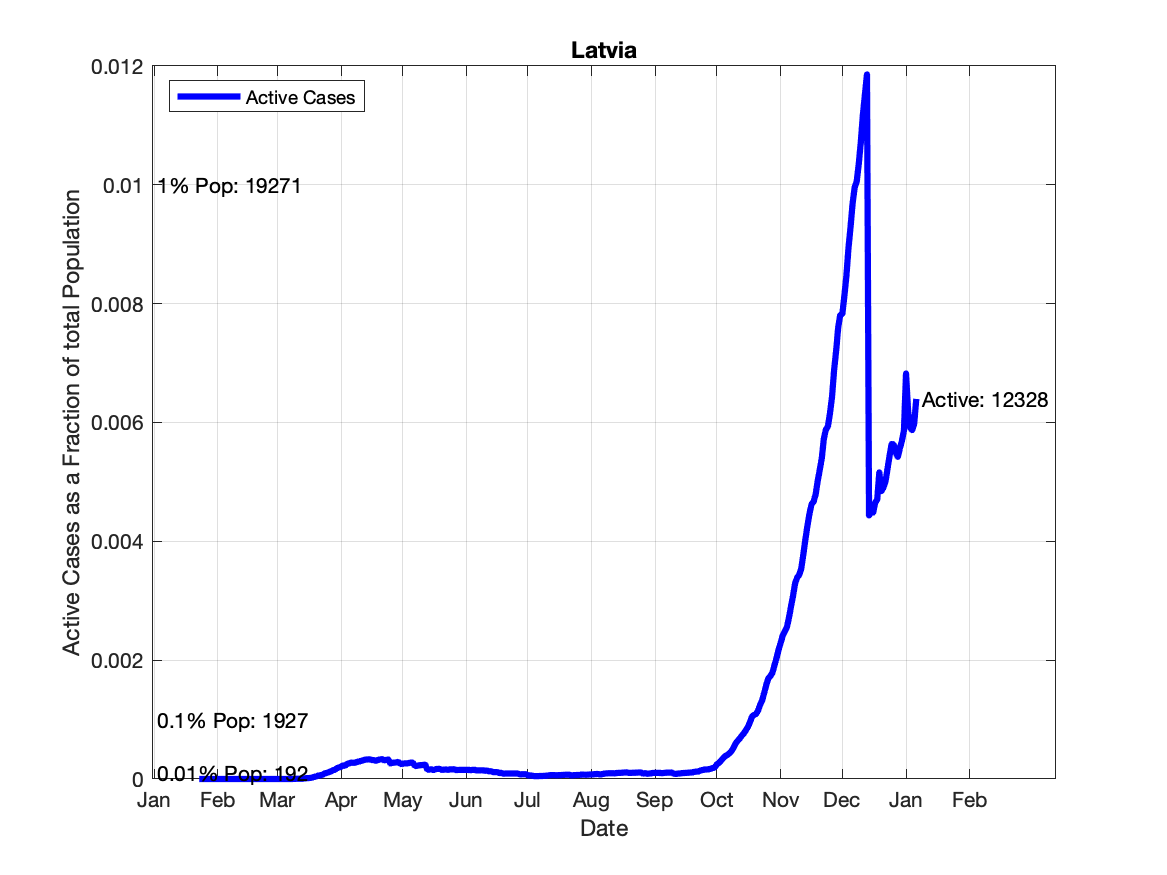 Latvia
Active Cases
Active Cases as a Fraction of total Population
0.012
0.01
0.008
0.006
0.004
0.002
0
1% Pop: 19271
0.1% Pop: 1927
0.01% Pop: 192
Active: 12328
Jan Feb Mar Apr May Jun Jul Aug Sep Oct Nov Dec Jan Feb
Date